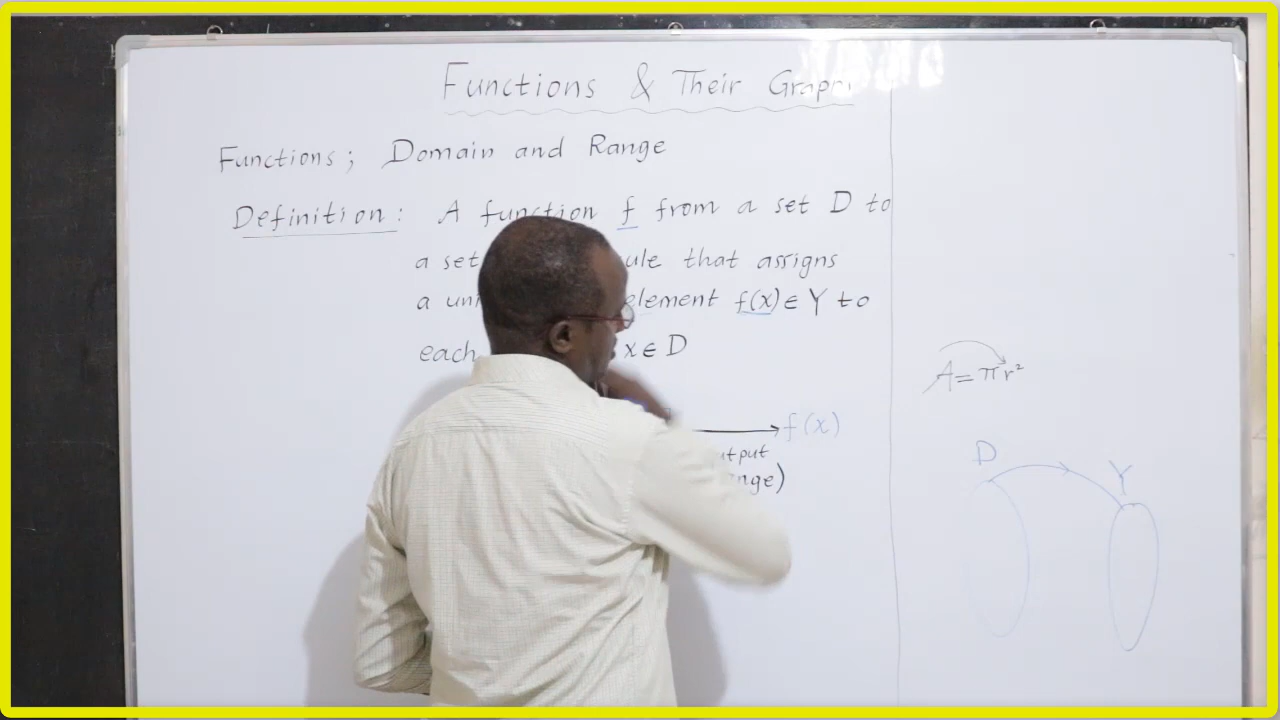 Functions & Their Graph
Functions; Domain and Range
Definition: A function f from a set D to
a set ule that assigns
a uni element f(x) ∈ Y to
each x ∈ D
f(x)
utput
nge)
A = πr²
D
Y